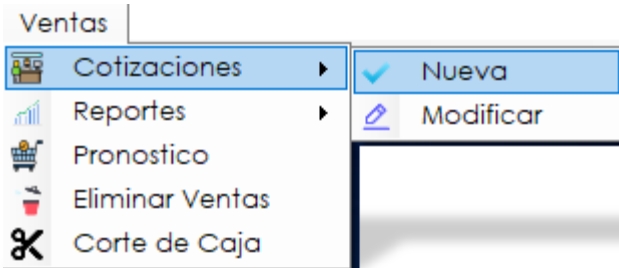 Ventas
Cotizaciones
Nueva
Reportes
Modificar
Pronostico
Eliminar Ventas
Corte de Caja